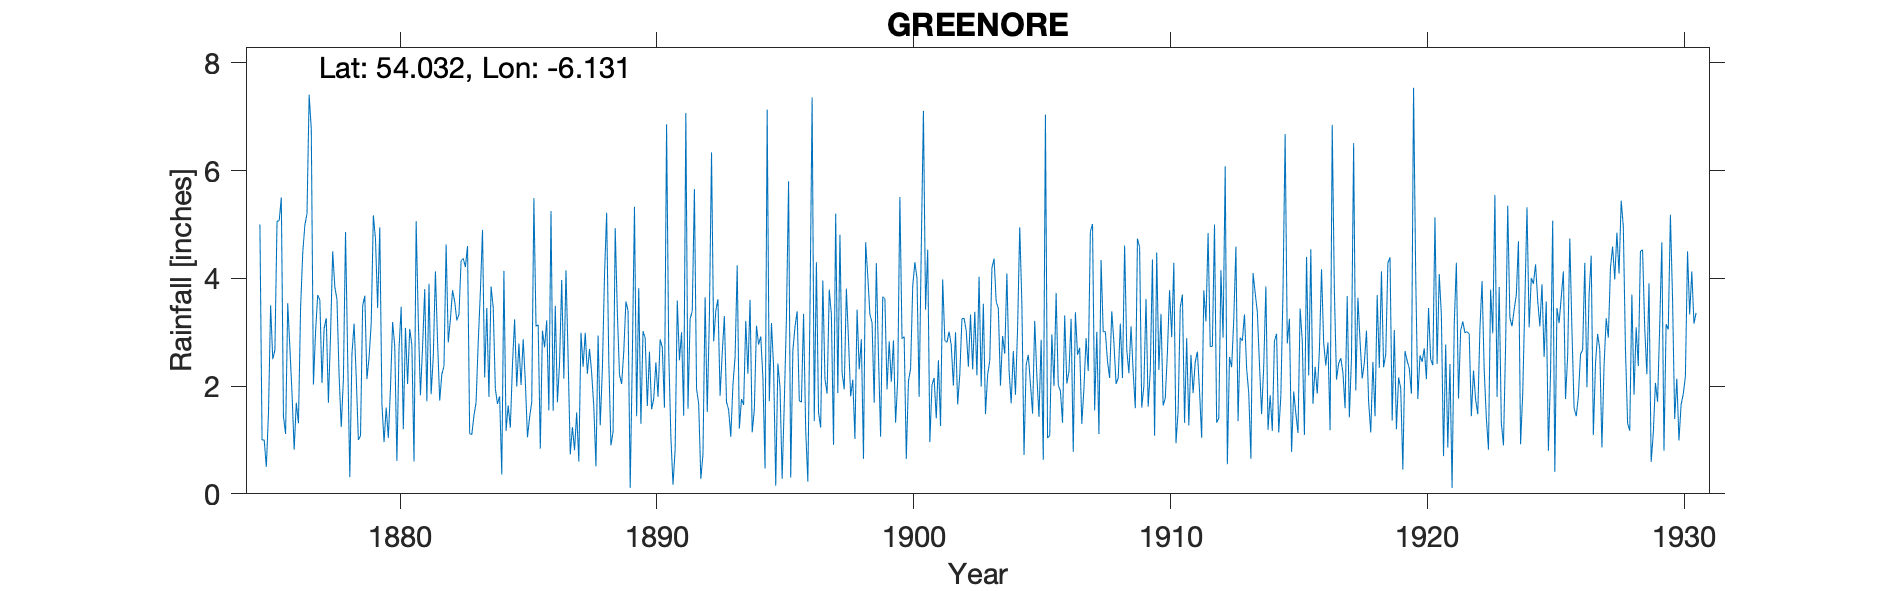 GREENORE
Lat: 54.032, Lon: -6.131
Rainfall [inches]
8
6
4
2
0
1880 1890 1900 1910 1920 1930
Year